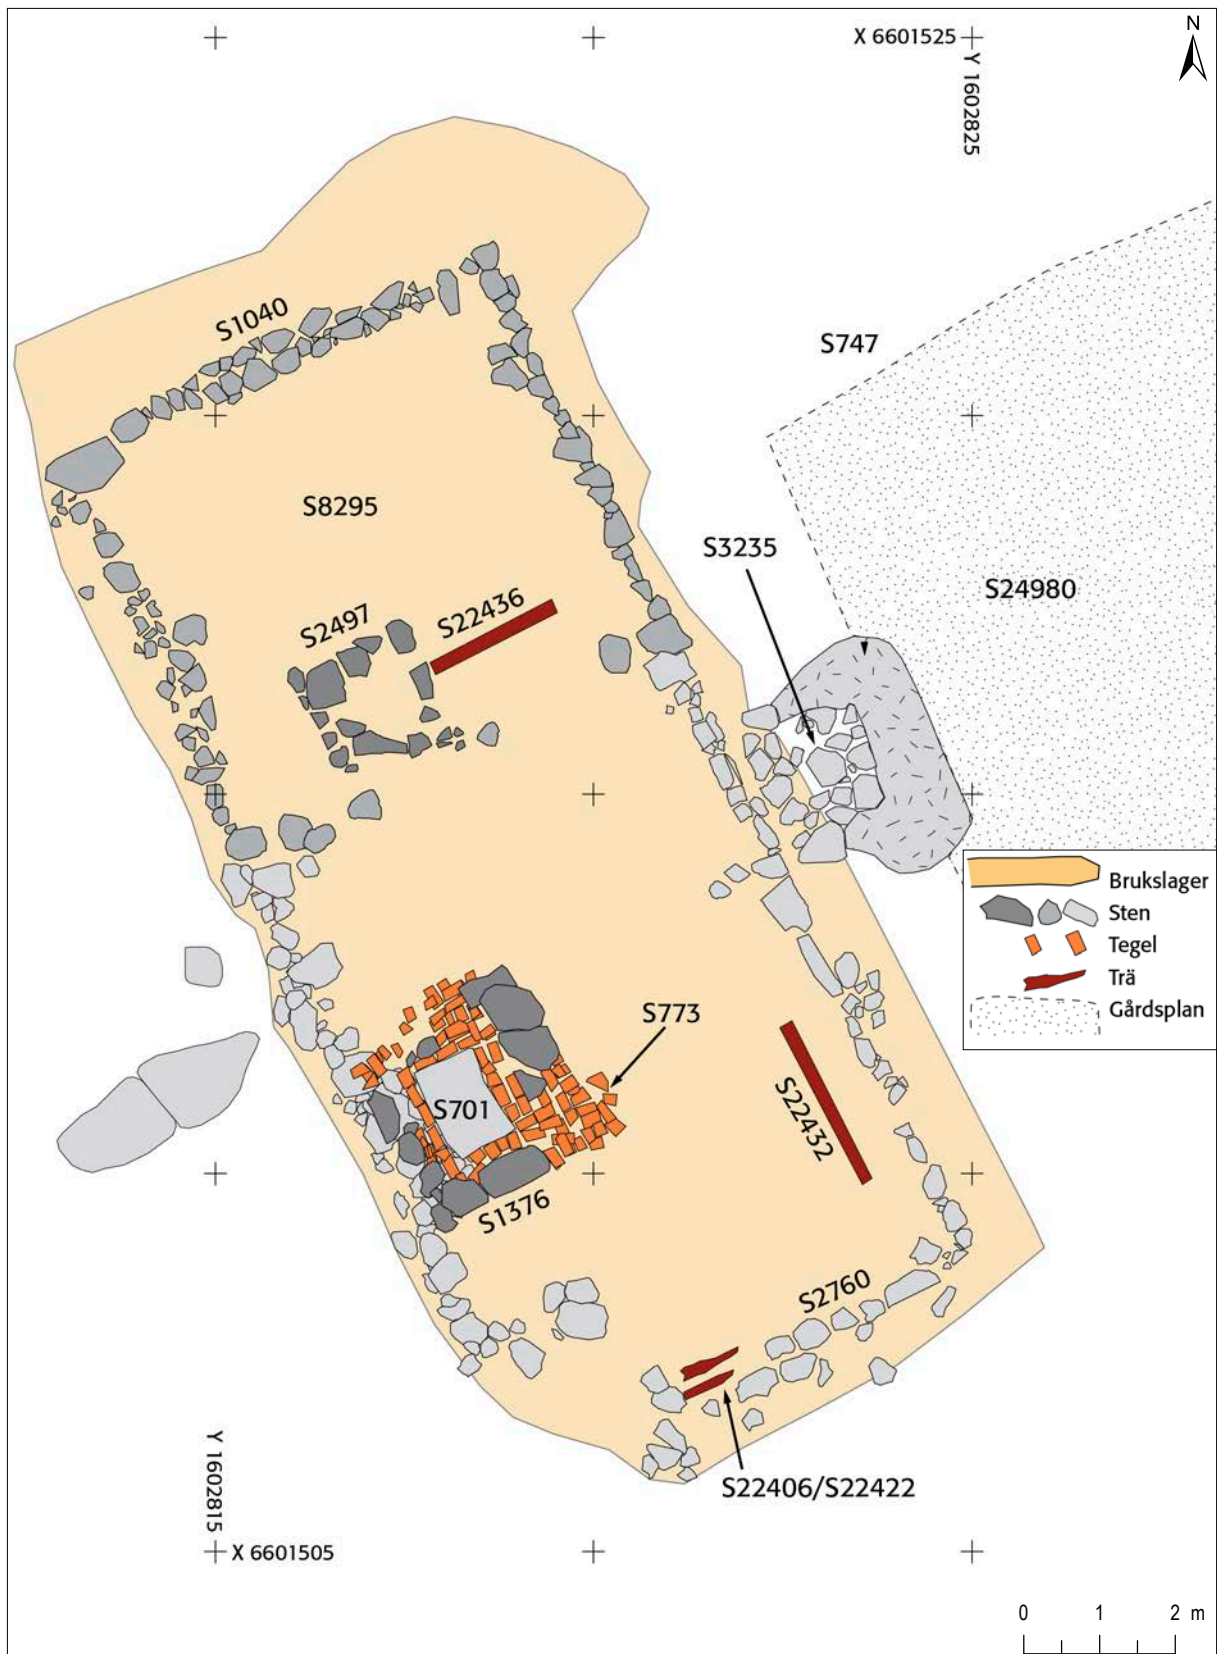 N
X 6601525
Y 1602825
S1040
S747
S8295
S3235
S24980
S2497
S22436
Brukslager
Sten
Tegel
Trä
Gårdsplan
S773
S701
S22432
S1376
S2760
S22406/S22422
Y 1602815
X 6601505
0 1 2 m